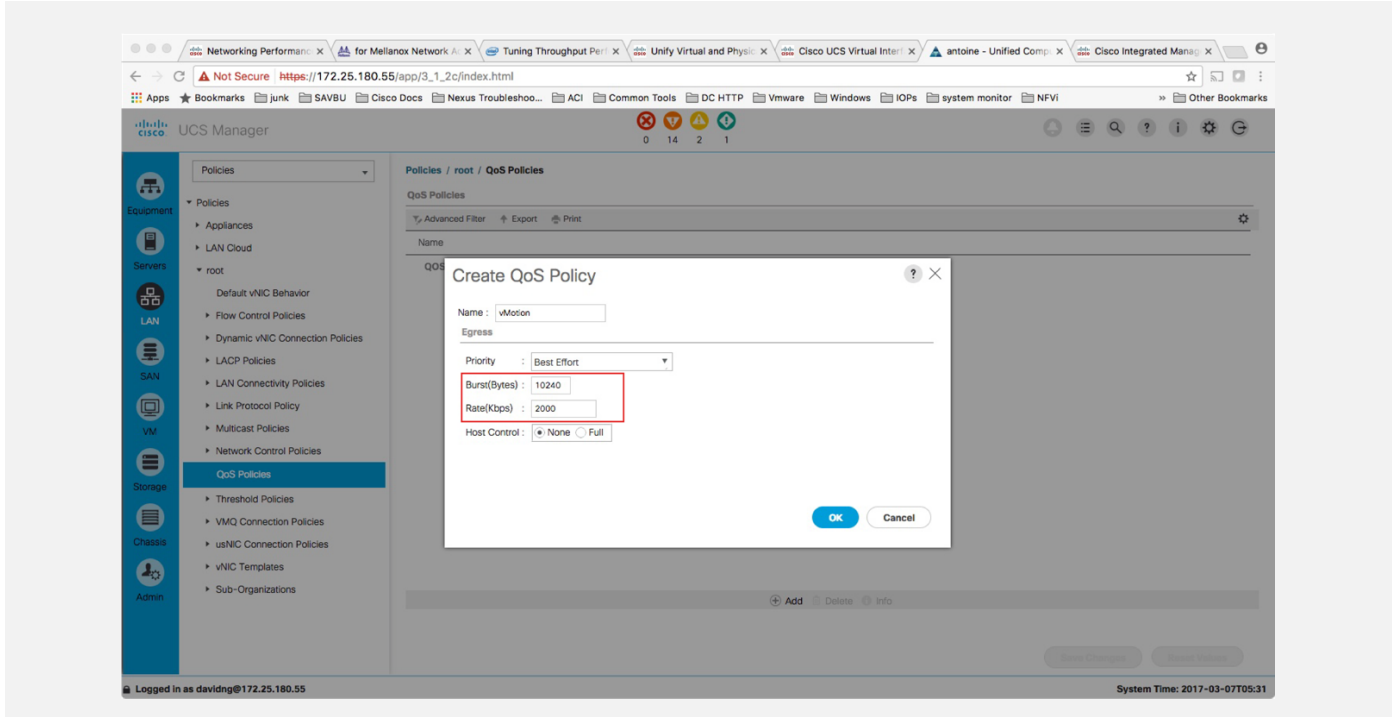 Networking Performanc × for Mellanox Network A × Tuning Throughput Perf × Unify Virtual and Physic × Cisco UCS Virtual Interf × antoine - Unified Comp × Cisco Integrated Manag ×
Not Secure https://172.25.180.55/app/3_1_2c/index.html
Apps Bookmarks junk SAVBU Cisco Docs Nexus Troubleshoo... ACI Common Tools DC HTTP Vmware Windows IOPs system monitor NFVi » Other Bookmarks
CISCO UCS Manager
0 14 2 1
Equipment
Servers
LAN
SAN
VM
Storage
Chassis
Admin
Policies
Policies
Appliances
LAN Cloud
root
Default vNIC Behavior
Flow Control Policies
Dynamic vNIC Connection Policies
LACP Policies
LAN Connectivity Policies
Link Protocol Policy
Multicast Policies
Network Control Policies
QoS Policies
Threshold Policies
VMQ Connection Policies
usNIC Connection Policies
vNIC Templates
Sub-Organizations
Policies / root / QoS Policies
QoS Policies
Advanced Filter Export Print
Name
QOS
Create QoS Policy ?
Name : vMotion
Egress
Priority : Best Effort
Burst(Bytes) : 10240
Rate(Kbps) : 2000
Host Control : None Full
OK Cancel
Add Delete Info
Save Changes Reset Values
Logged in as davidng@172.25.180.55 System Time: 2017-03-07T05:31